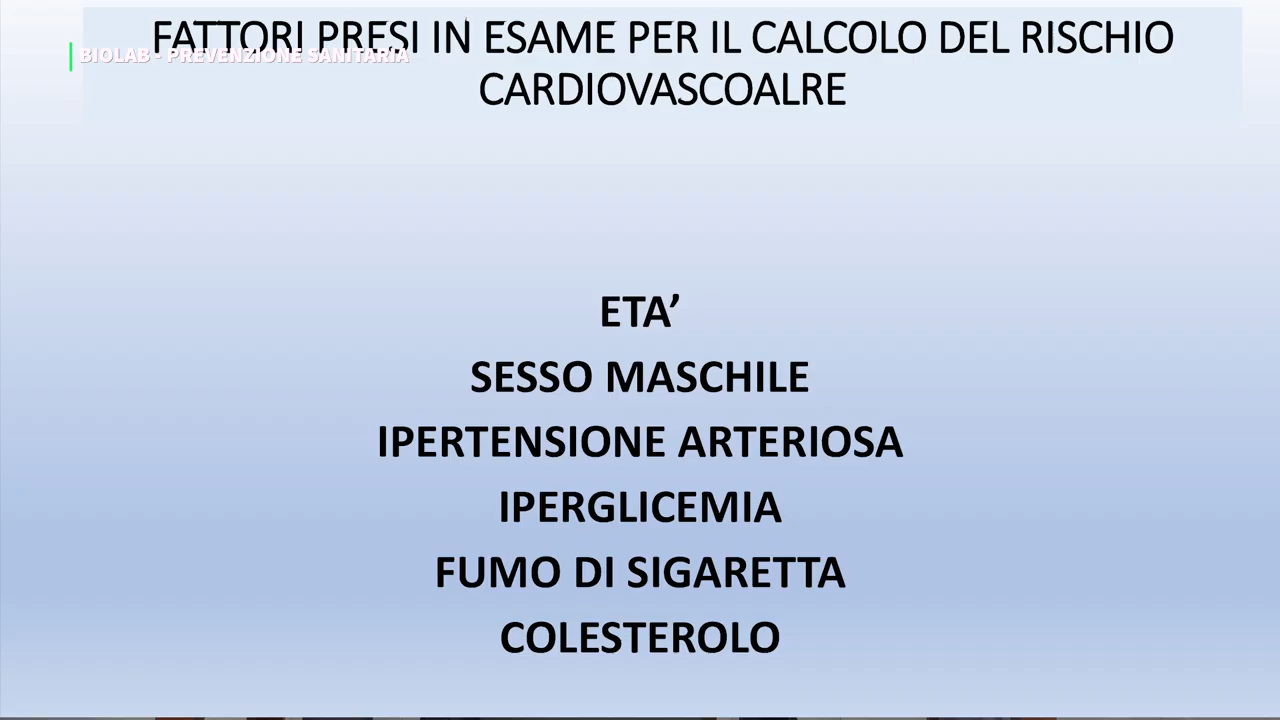 FATTORI PRESI IN ESAME PER IL CALCOLO DEL RISCHIO
BIOLAB - PREVENZIONE SANITARIA
CARDIOVASCOALRE
ETA’
SESSO MASCHILE
IPERTENSIONE ARTERIOSA
IPERGLICEMIA
FUMO DI SIGARETTA
COLESTEROLO